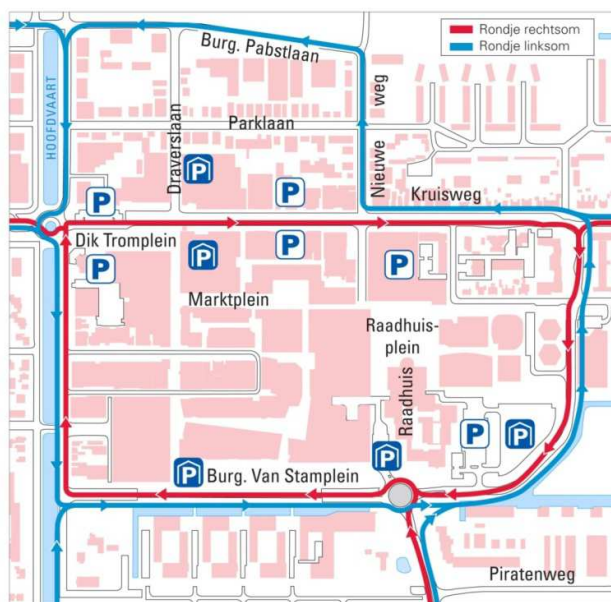 Rondje rechtsom
Rondje linksom
Burg. Pabstlaan
HOOFDVAART
Draverslaan
Parklaan
Nieuwe weg
Kruisweg
P
P
P
Dik Tromplein
P
P
P
P
Marktplein
Raadhuis-
plein
Raadhuis
P
P
P
P
Burg. Van Stamplein
Piratenweg